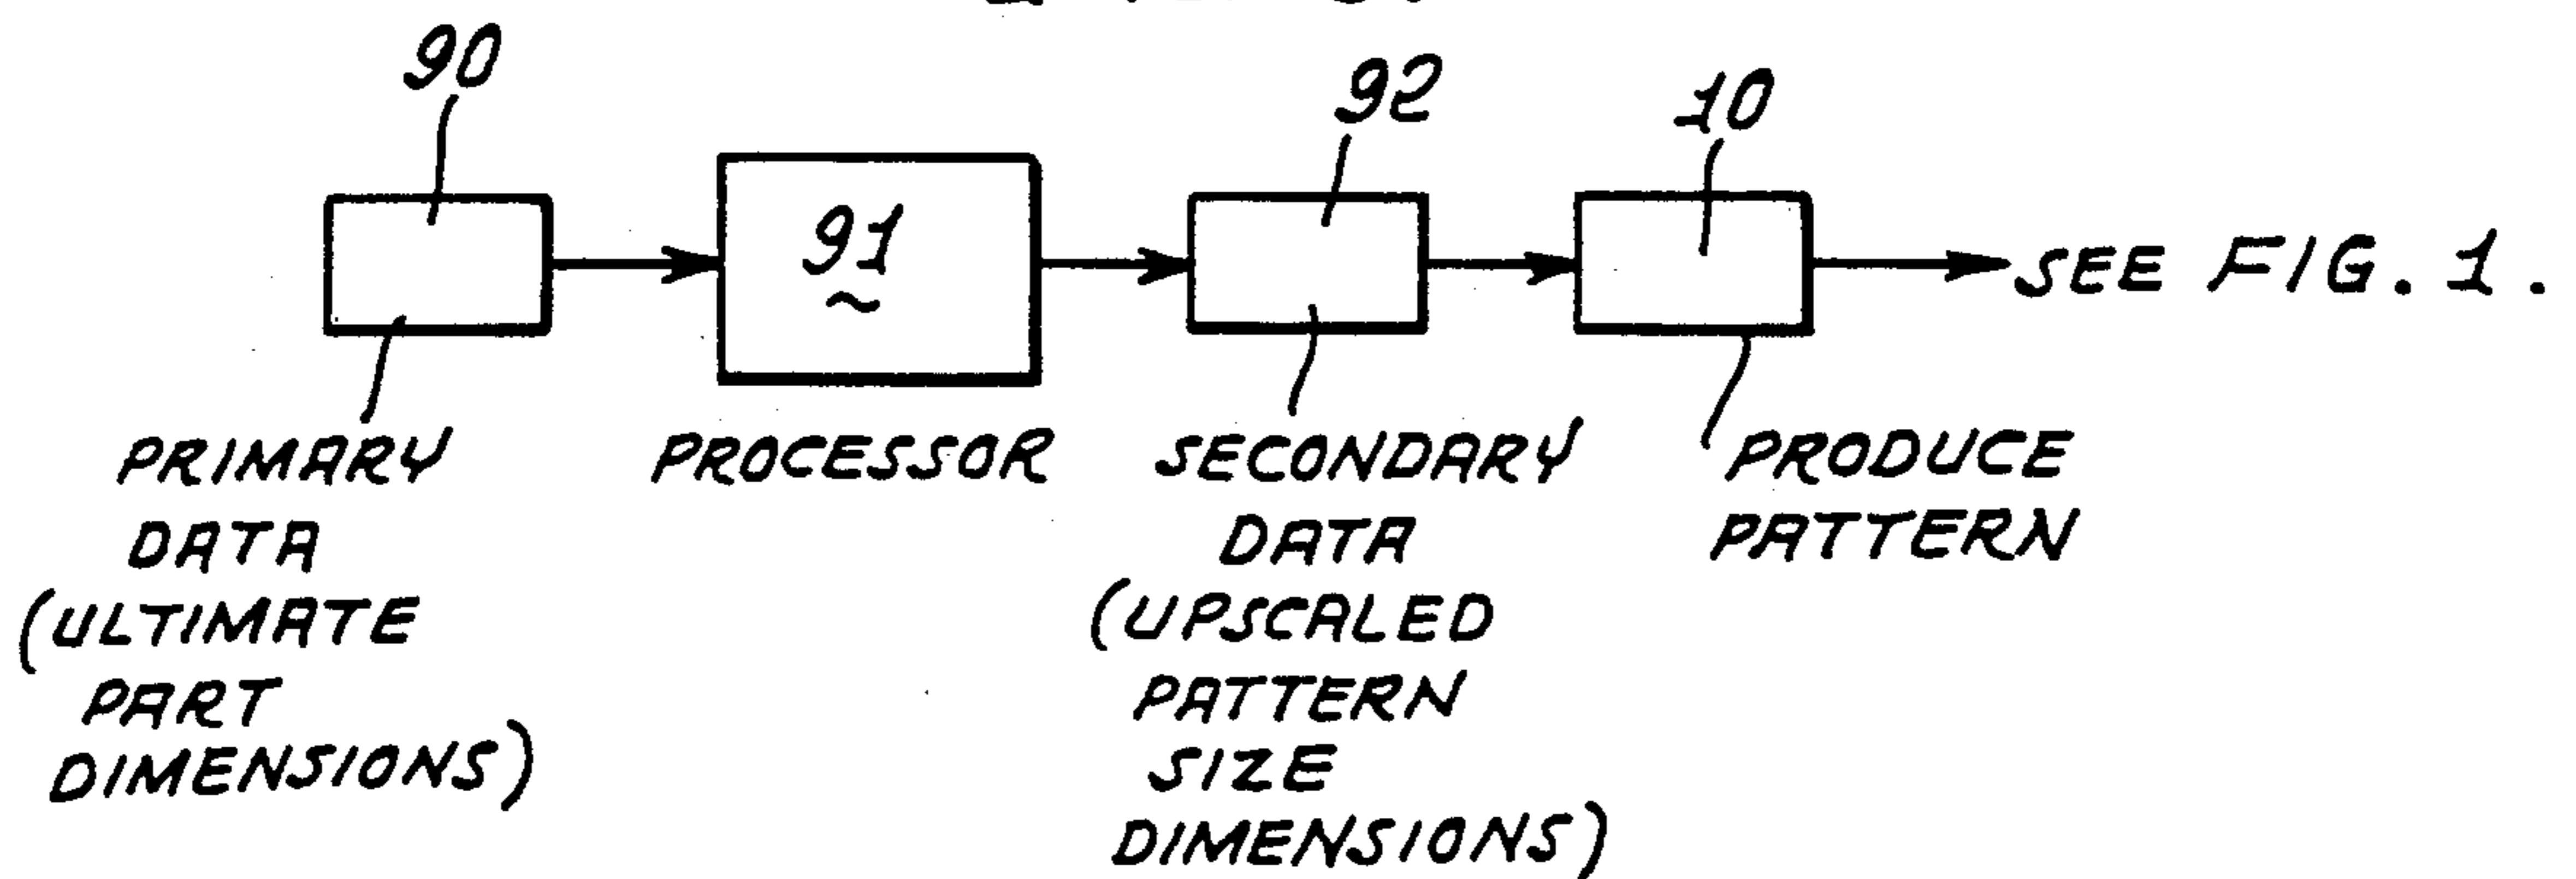 90
92
10
91
SEE FIG. 1.
PRIMARY
DATA
(ULTIMATE
PART
DIMENSIONS)
PROCESSOR
SECONDARY
DATA
(UPSCALED
PATTERN
SIZE
DIMENSIONS)
PRODUCE
PATTERN